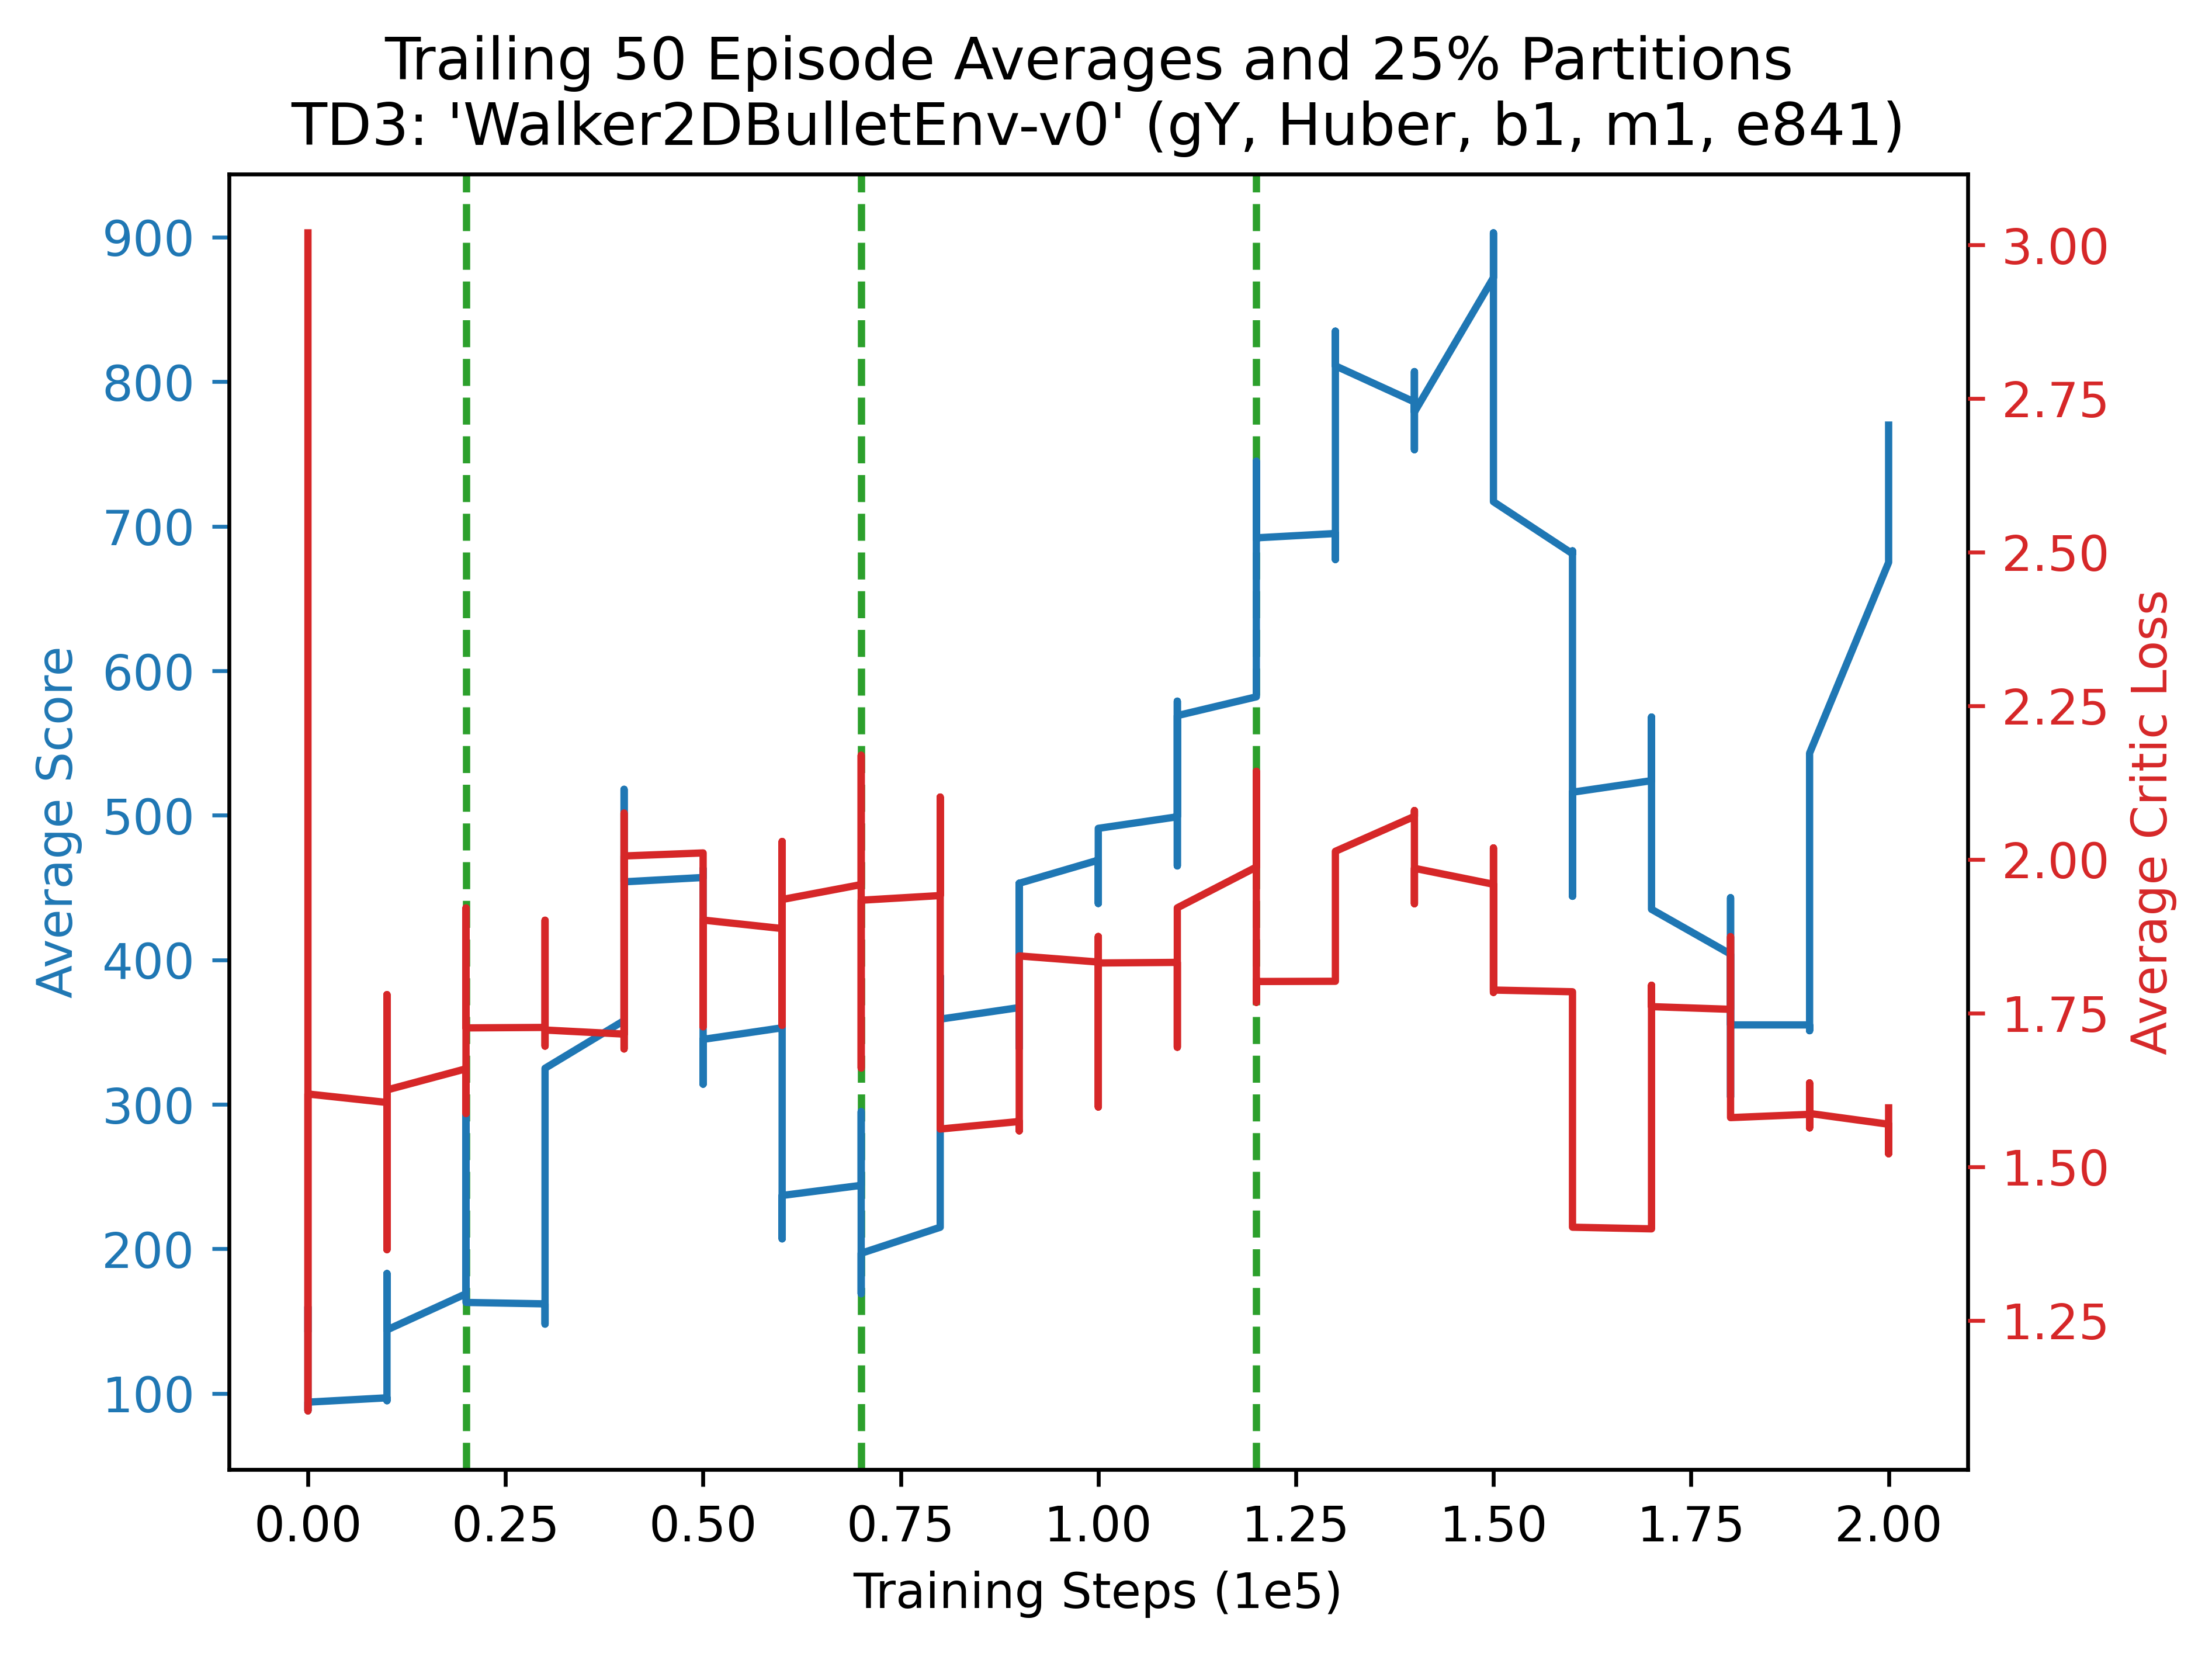 Trailing 50 Episode Averages and 25% Partitions
TD3: 'Walker2DBulletEnv-v0' (gY, Huber, b1, m1, e841)
Average Score
900
800
700
600
500
400
300
200
100
3.00
2.75
2.50
2.25
2.00
1.75
1.50
1.25
Average Critic Loss
0.00 0.25 0.50 0.75 1.00 1.25 1.50 1.75 2.00
Training Steps (1e5)